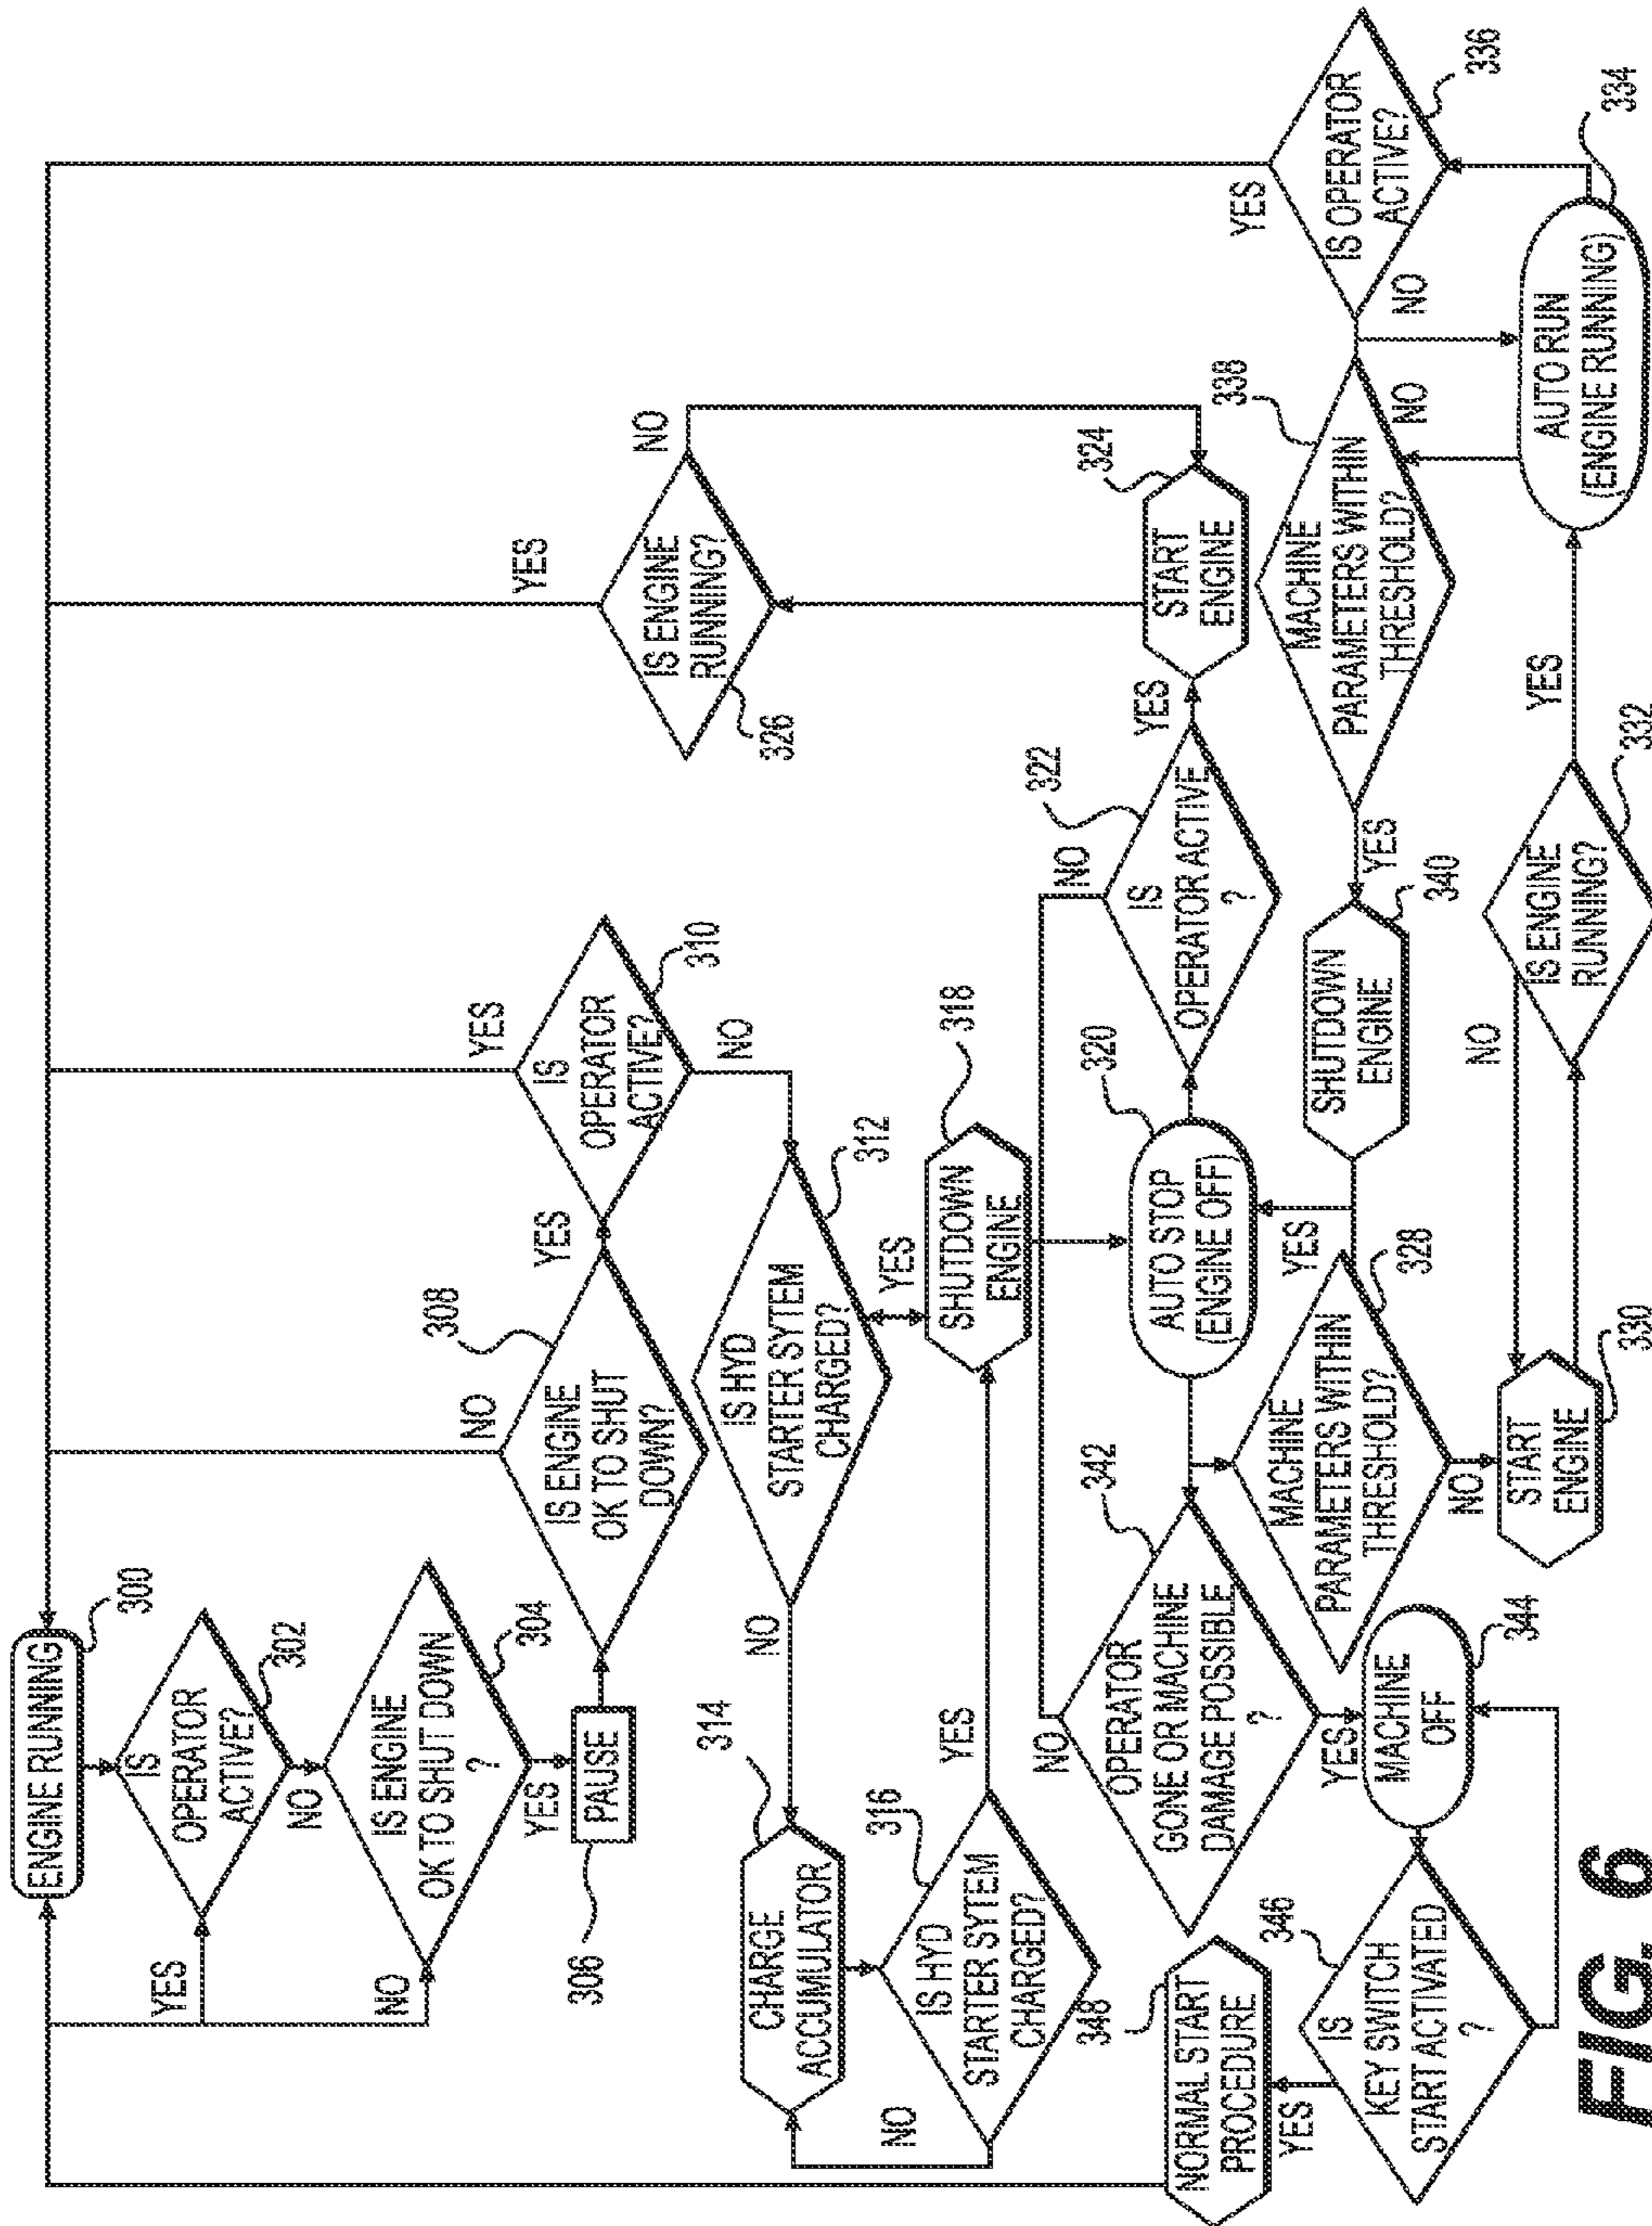 ENGINE RUNNING
300
IS
OPERATOR
ACTIVE?
302
YES
NO
IS ENGINE
OK TO SHUT DOWN
?
304
NO
YES
PAUSE
306
IS ENGINE
OK TO SHUT
DOWN?
308
NO
YES
IS
OPERATOR
ACTIVE?
310
YES
NO
IS HYD
STARTER SYTEM
CHARGED?
312
NO
YES
CHARGE
ACCUMULATOR
314
IS HYD
STARTER SYTEM
CHARGED?
316
NO
YES
SHUTDOWN
ENGINE
318
AUTO STOP
(ENGINE OFF)
320
IS
OPERATOR ACTIVE
?
322
NO
YES
START
ENGINE
324
IS ENGINE
RUNNING?
326
YES
NO
MACHINE
PARAMETERS WITHIN
THRESHOLD?
328
YES
NO
START
ENGINE
330
IS ENGINE
RUNNING?
332
NO
YES
AUTO RUN
(ENGINE RUNNING)
334
IS OPERATOR
ACTIVE?
336
YES
NO
MACHINE
PARAMETERS WITHIN
THRESHOLD?
338
NO
YES
SHUTDOWN
ENGINE
340
OPERATOR
GONE OR MACHINE
DAMAGE POSSIBLE
?
342
NO
YES
MACHINE
OFF
344
IS
KEY SWITCH
START ACTIVATED
?
346
YES
NORMAL START
PROCEDURE
348
FIG. 6